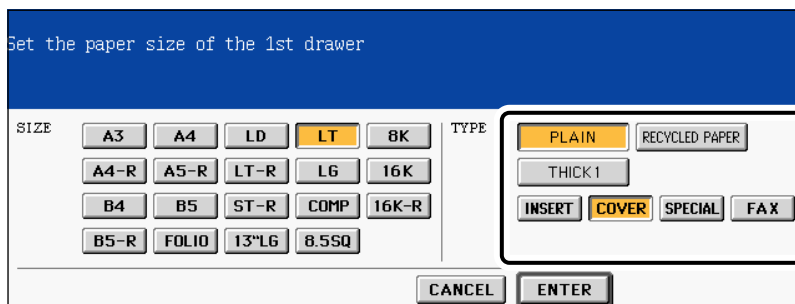 Set the paper size of the 1st drawer
SIZE A3 A4 LD LT 8K TYPE PLAIN RECYCLED PAPER
A4-R A5-R LT-R LG 16K THICK1
B4 B5 ST-R COMP 16K-R INSERT COVER SPECIAL FAX
B5-R FOLIO 13"LG 8.5SQ
CANCEL ENTER